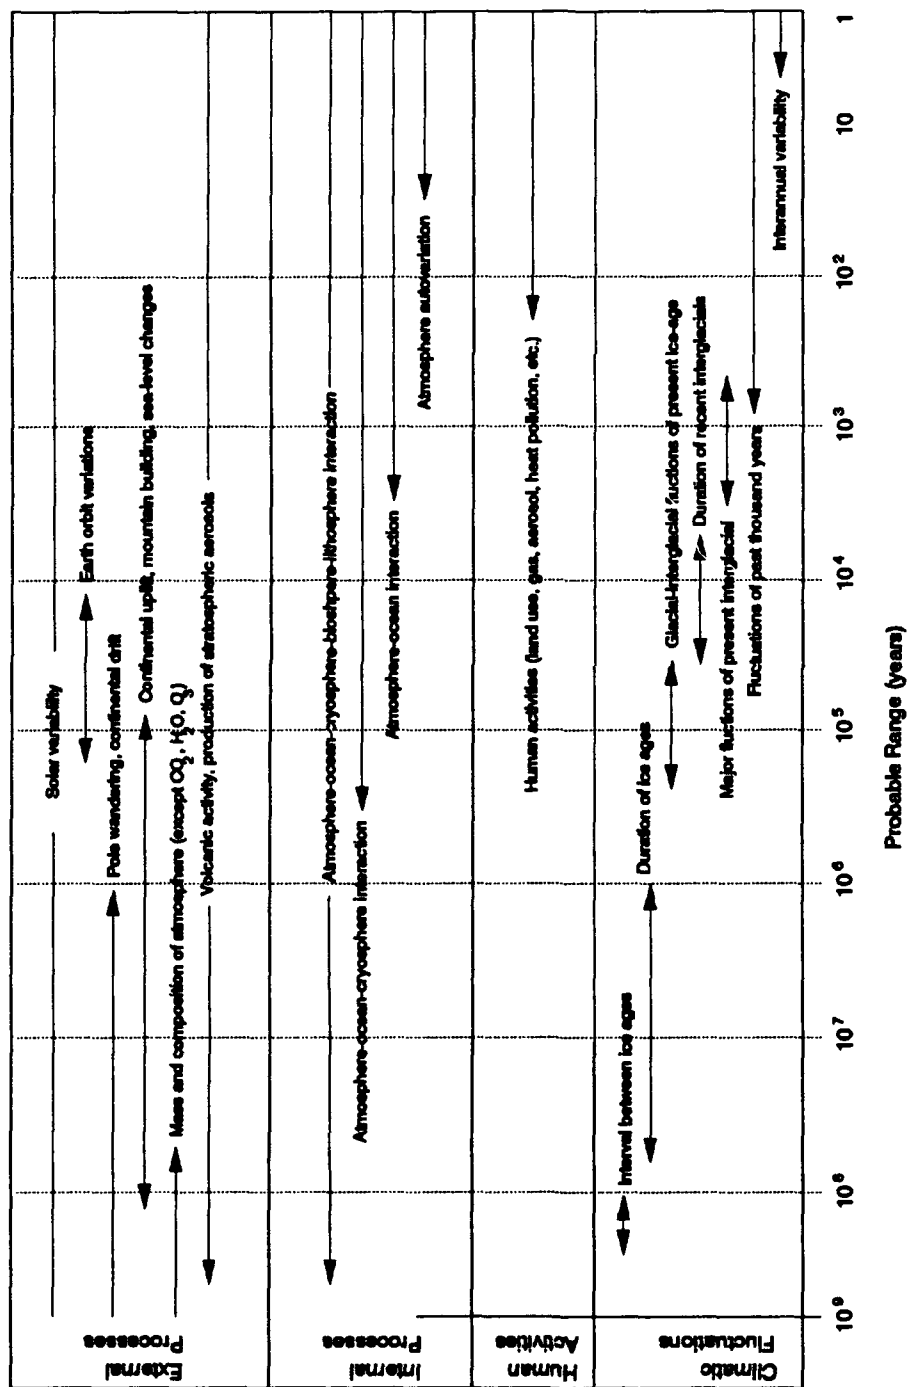 External
Processes
Solar variability
Earth orbit variations
Pole wandering, continental drift
Continental uplift, mountain building, sea-level changes
Mass and composition of atmosphere (except CO2, H2O, O3)
Volcanic activity, production of stratospheric aerosols
Internal
Processes
Atmosphere-ocean-cryosphere-bioshpere-lithosphere interaction
Atmosphere-ocean-cryosphere interaction
Atmosphere-ocean interaction
Atmosphere autovariation
Human
Activities
Human activities (land use, gas, aerosol, heat pollution, etc.)
Climatic
Fluctuations
Interval between ice ages
Duration of ice ages
Glacial-interglacial fluctions of present ice-age
Duration of recent interglacials
Major fluctions of present interglacial
Fluctuations of past thousand years
Interannual variability
10^9 10^8 10^7 10^6 10^5 10^4 10^3 10^2 10 1
Probable Range (years)